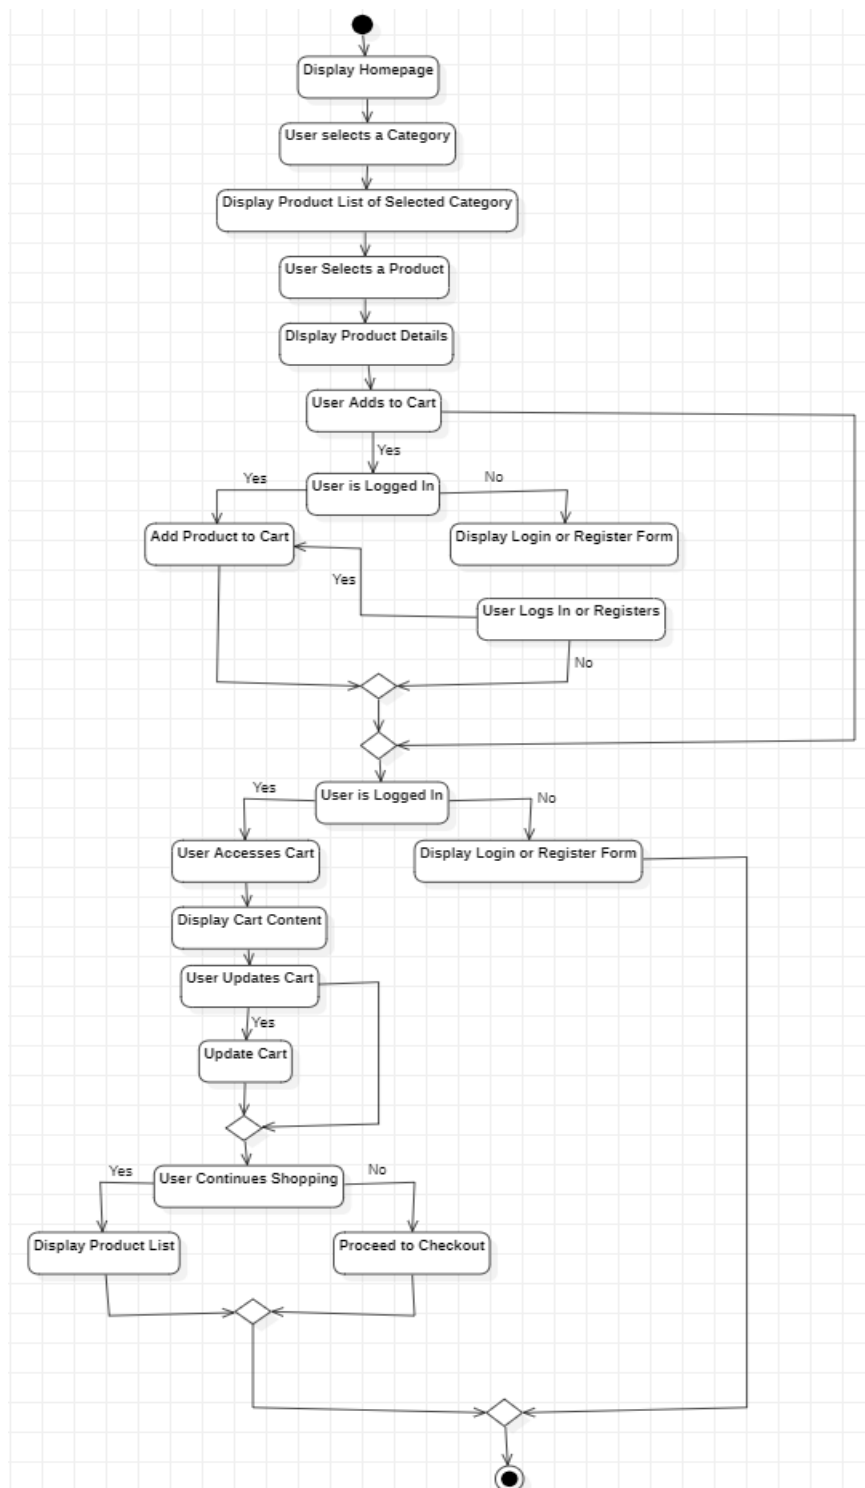 Display Homepage
User selects a Category
Display Product List of Selected Category
User Selects a Product
DIsplay Product Details
User Adds to Cart
Yes
Yes
User is Logged In
No
Add Product to Cart
Display Login or Register Form
Yes
User Logs In or Registers
No
Yes
User is Logged In
No
User Accesses Cart
Display Login or Register Form
Display Cart Content
User Updates Cart
Yes
Update Cart
Yes
User Continues Shopping
No
Display Product List
Proceed to Checkout